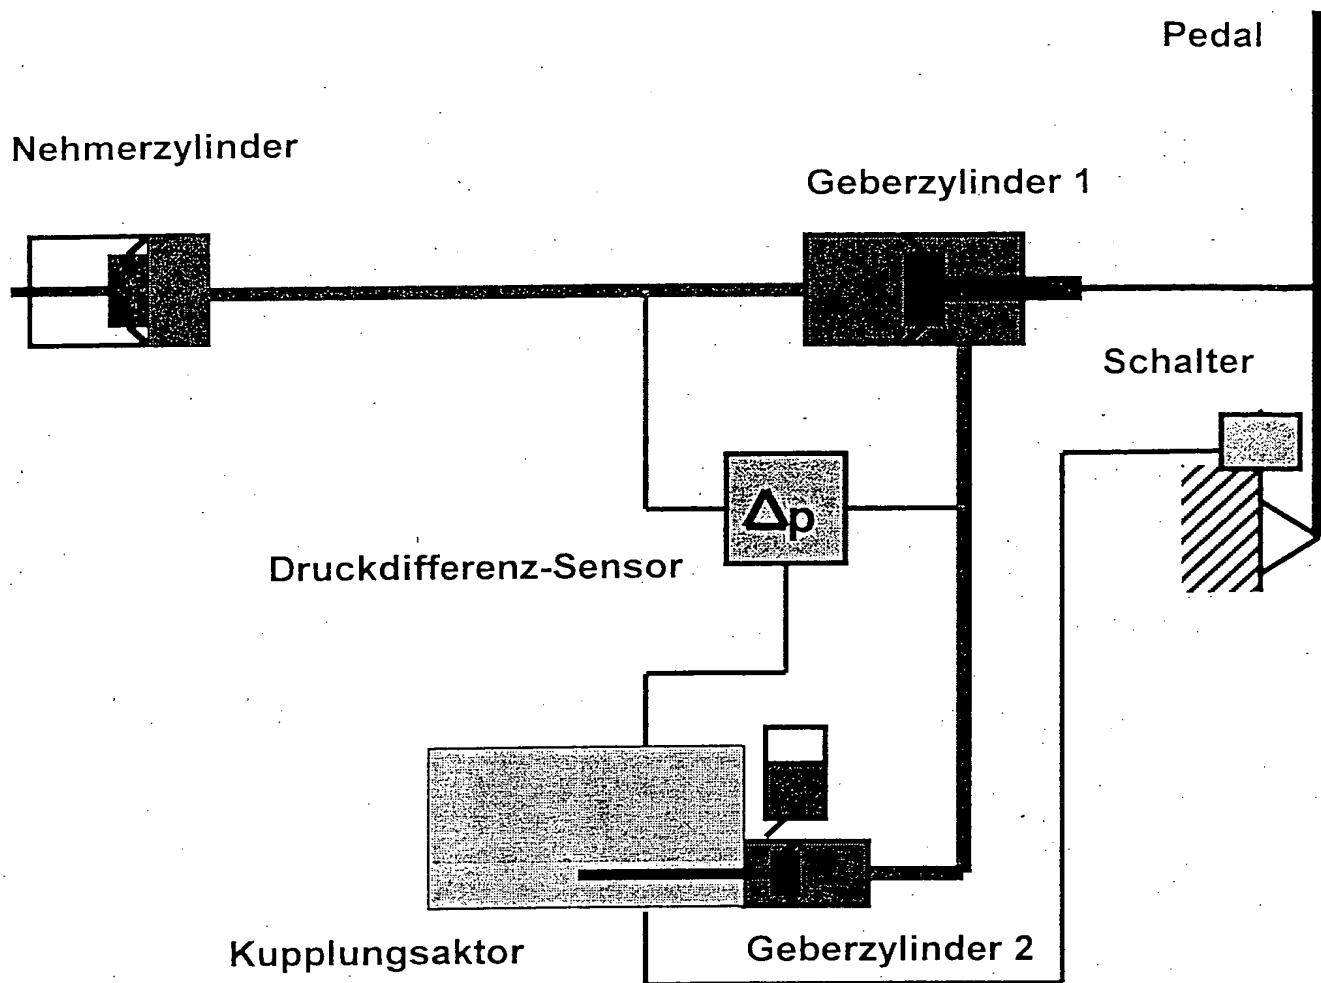 Pedal
Nehmerzylinder
Geberzylinder 1
Schalter
Δp
Druckdifferenz-Sensor
Kupplungsaktor
Geberzylinder 2